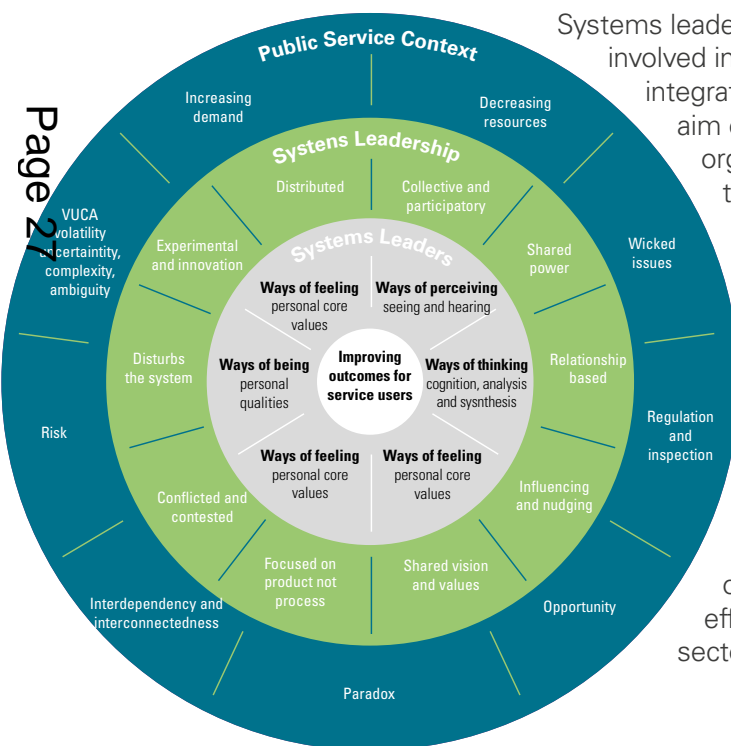 Systems leade
involved in
integrat
aim o
org
t
Page 27
Public Service Context
Increasing
demand
Decreasing
resources
VUCA
volatility
uncertaintity,
complexity,
ambiguity
Wicked
issues
Risk
Regulation
and
inspection
Interdependency and
interconnectedness
Opportunity
Paradox
Systens Leadership
Distributed
Collective and
participatory
Experimental
and innovation
Shared
power
Disturbs
the system
Relationship
based
Conflicted and
contested
Influencing
and nudging
Focused on
product not
process
Shared vision
and values
Systems Leaders
Ways of feeling
personal core
values
Ways of perceiving
seeing and hearing
Ways of being
personal
qualities
Ways of thinking
cognition, analysis
and sysnthesis
Ways of feeling
personal core
values
Ways of feeling
personal core
values
Improving
outcomes for
service users
c
eff
secto